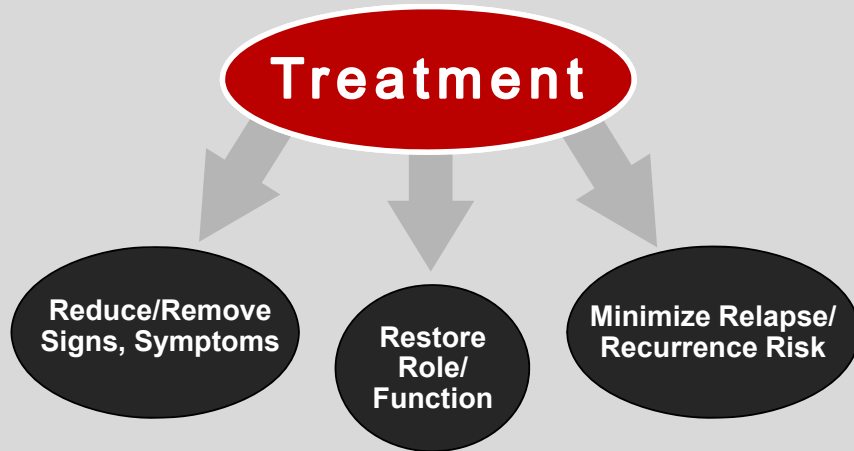 Treatment
Reduce/Remove
Signs, Symptoms
Restore
Role/
Function
Minimize Relapse/
Recurrence Risk